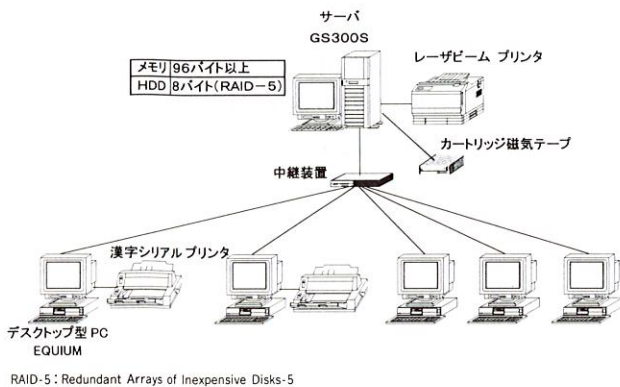 サーバ
GS300S
メモリ 96バイト以上
HDD 8バイト(RAID-5)
レーザビーム プリンタ
カートリッジ磁気テープ
中継装置
漢字シリアルプリンタ
デスクトップ型 PC
EQUIUM
RAID-5：Redundant Arrays of Inexpensive Disks-5